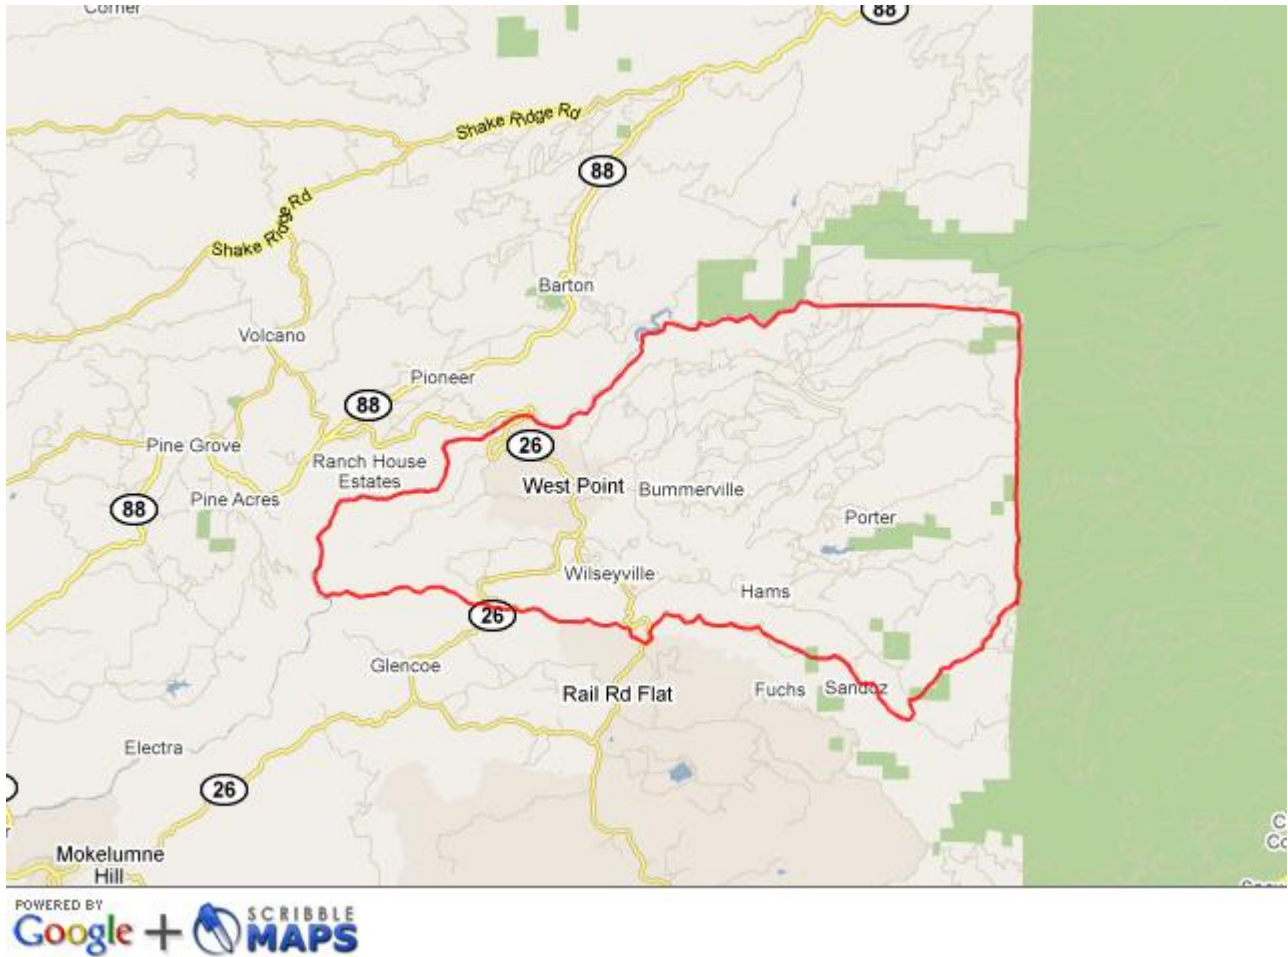 Corner
88
Shake Ridge Rd
88
Shake Ridge Rd
Barton
Volcano
Pioneer
88
Pine Grove
26
Ranch House
Estates
West Point
Bummerville
Pine Acres
88
Porter
Wilseyville
Hams
26
Glencoe
Rail Rd Flat
Fuchs
Sandoz
Electra
26
Mokelumne
Hill
POWERED BY
Google + SCRIBBLE
MAPS